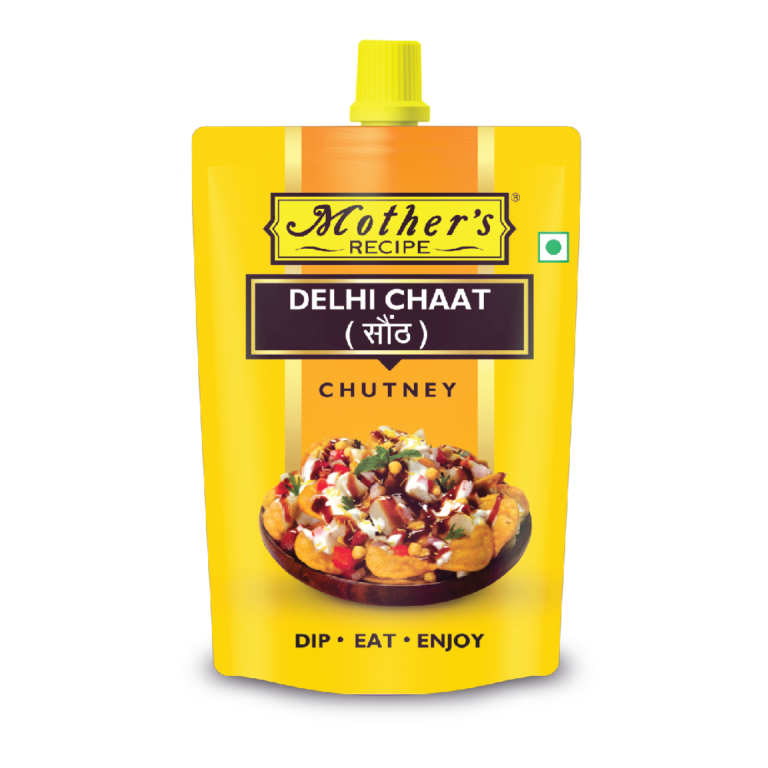 Mother's®
RECIPE
DELHI CHAAT
(सौंठ)
CHUTNEY
DIP • EAT • ENJOY